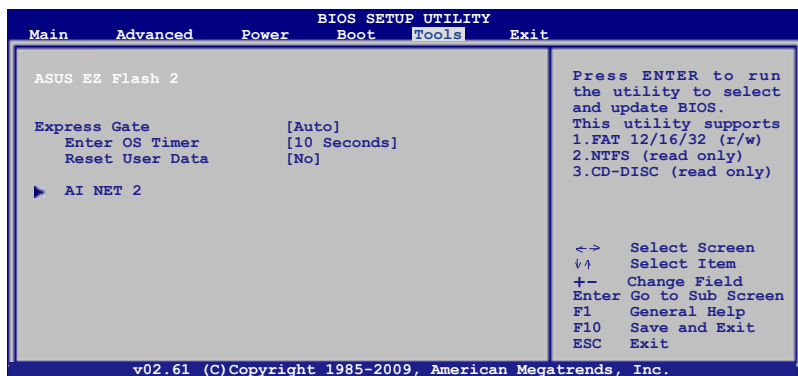 BIOS SETUP UTILITY
Main Advanced Power Boot Tools Exit
ASUS EZ Flash 2
Express Gate [Auto]
Enter OS Timer [10 Seconds]
Reset User Data [No]
AI NET 2
Press ENTER to run
the utility to select
and update BIOS.
This utility supports
1.FAT 12/16/32 (r/w)
2.NTFS (read only)
3.CD-DISC (read only)
←→ Select Screen
↓↑ Select Item
+- Change Field
Enter Go to Sub Screen
F1 General Help
F10 Save and Exit
ESC Exit
v02.61 (C)Copyright 1985-2009, American Megatrends, Inc.